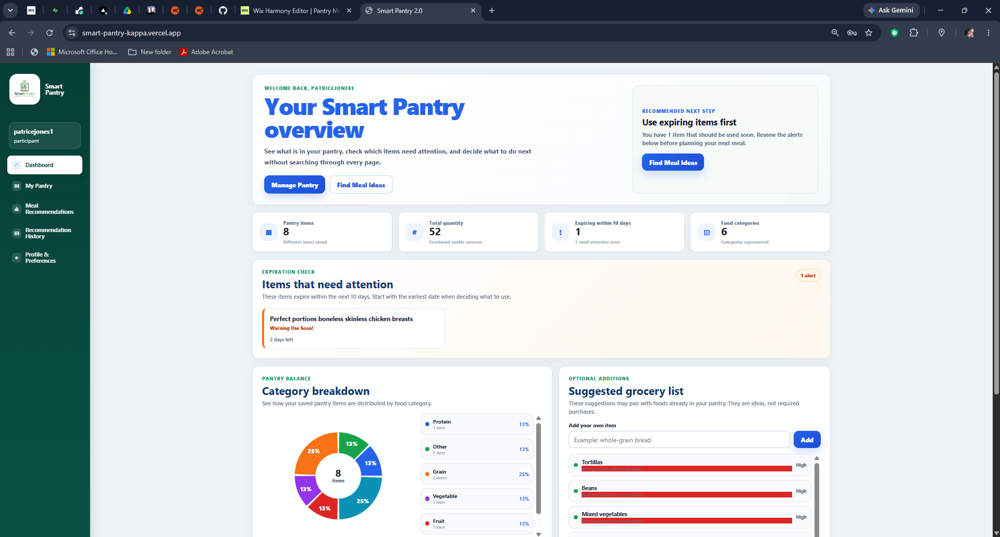 Wix Harmony Editor | Pantry Me
Smart Pantry 2.0
Ask Gemini
smart-pantry-kappa.vercel.app
Microsoft Office Ho...
New folder
Adobe Acrobat
Smart Pantry
Smart
Pantry
patricejones1
participant
Dashboard
My Pantry
Meal
Recommendations
Recommendation
History
Profile &
Preferences
WELCOME BACK, PATRICEJONES1
Your Smart Pantry
overview
See what is in your pantry, check which items need attention, and decide what to do next
without searching through every page.
Manage Pantry
Find Meal Ideas
RECOMMENDED NEXT STEP
Use expiring items first
You have 1 item that should be used soon. Review the alerts
below before planning your next meal.
Find Meal Ideas
Pantry items
8
Different items saved
#
Total quantity
52
Combined usable amount
!
Expiring within 10 days
1
1 need attention soon
Food categories
6
Categories represented
EXPIRATION CHECK
1 alert
Items that need attention
These items expire within the next 10 days. Start with the earliest date when deciding what to use.
Perfect portions boneless skinless chicken breasts
Warning Use Soon!
2 days left
PANTRY BALANCE
Category breakdown
See how your saved pantry items are distributed by food category.
13%
13%
25%
13%
13%
25%
8
items
Protein
1 item
13%
Other
1 item
13%
Grain
2 items
25%
Vegetable
1 item
13%
Fruit
1 item
13%
OPTIONAL ADDITIONS
Suggested grocery list
These suggestions may pair with foods already in your pantry. They are ideas, not required
purchases.
Add your own item
Example: whole-grain bread
Add
Tortillas
High
Beans
High
Mixed vegetables
High